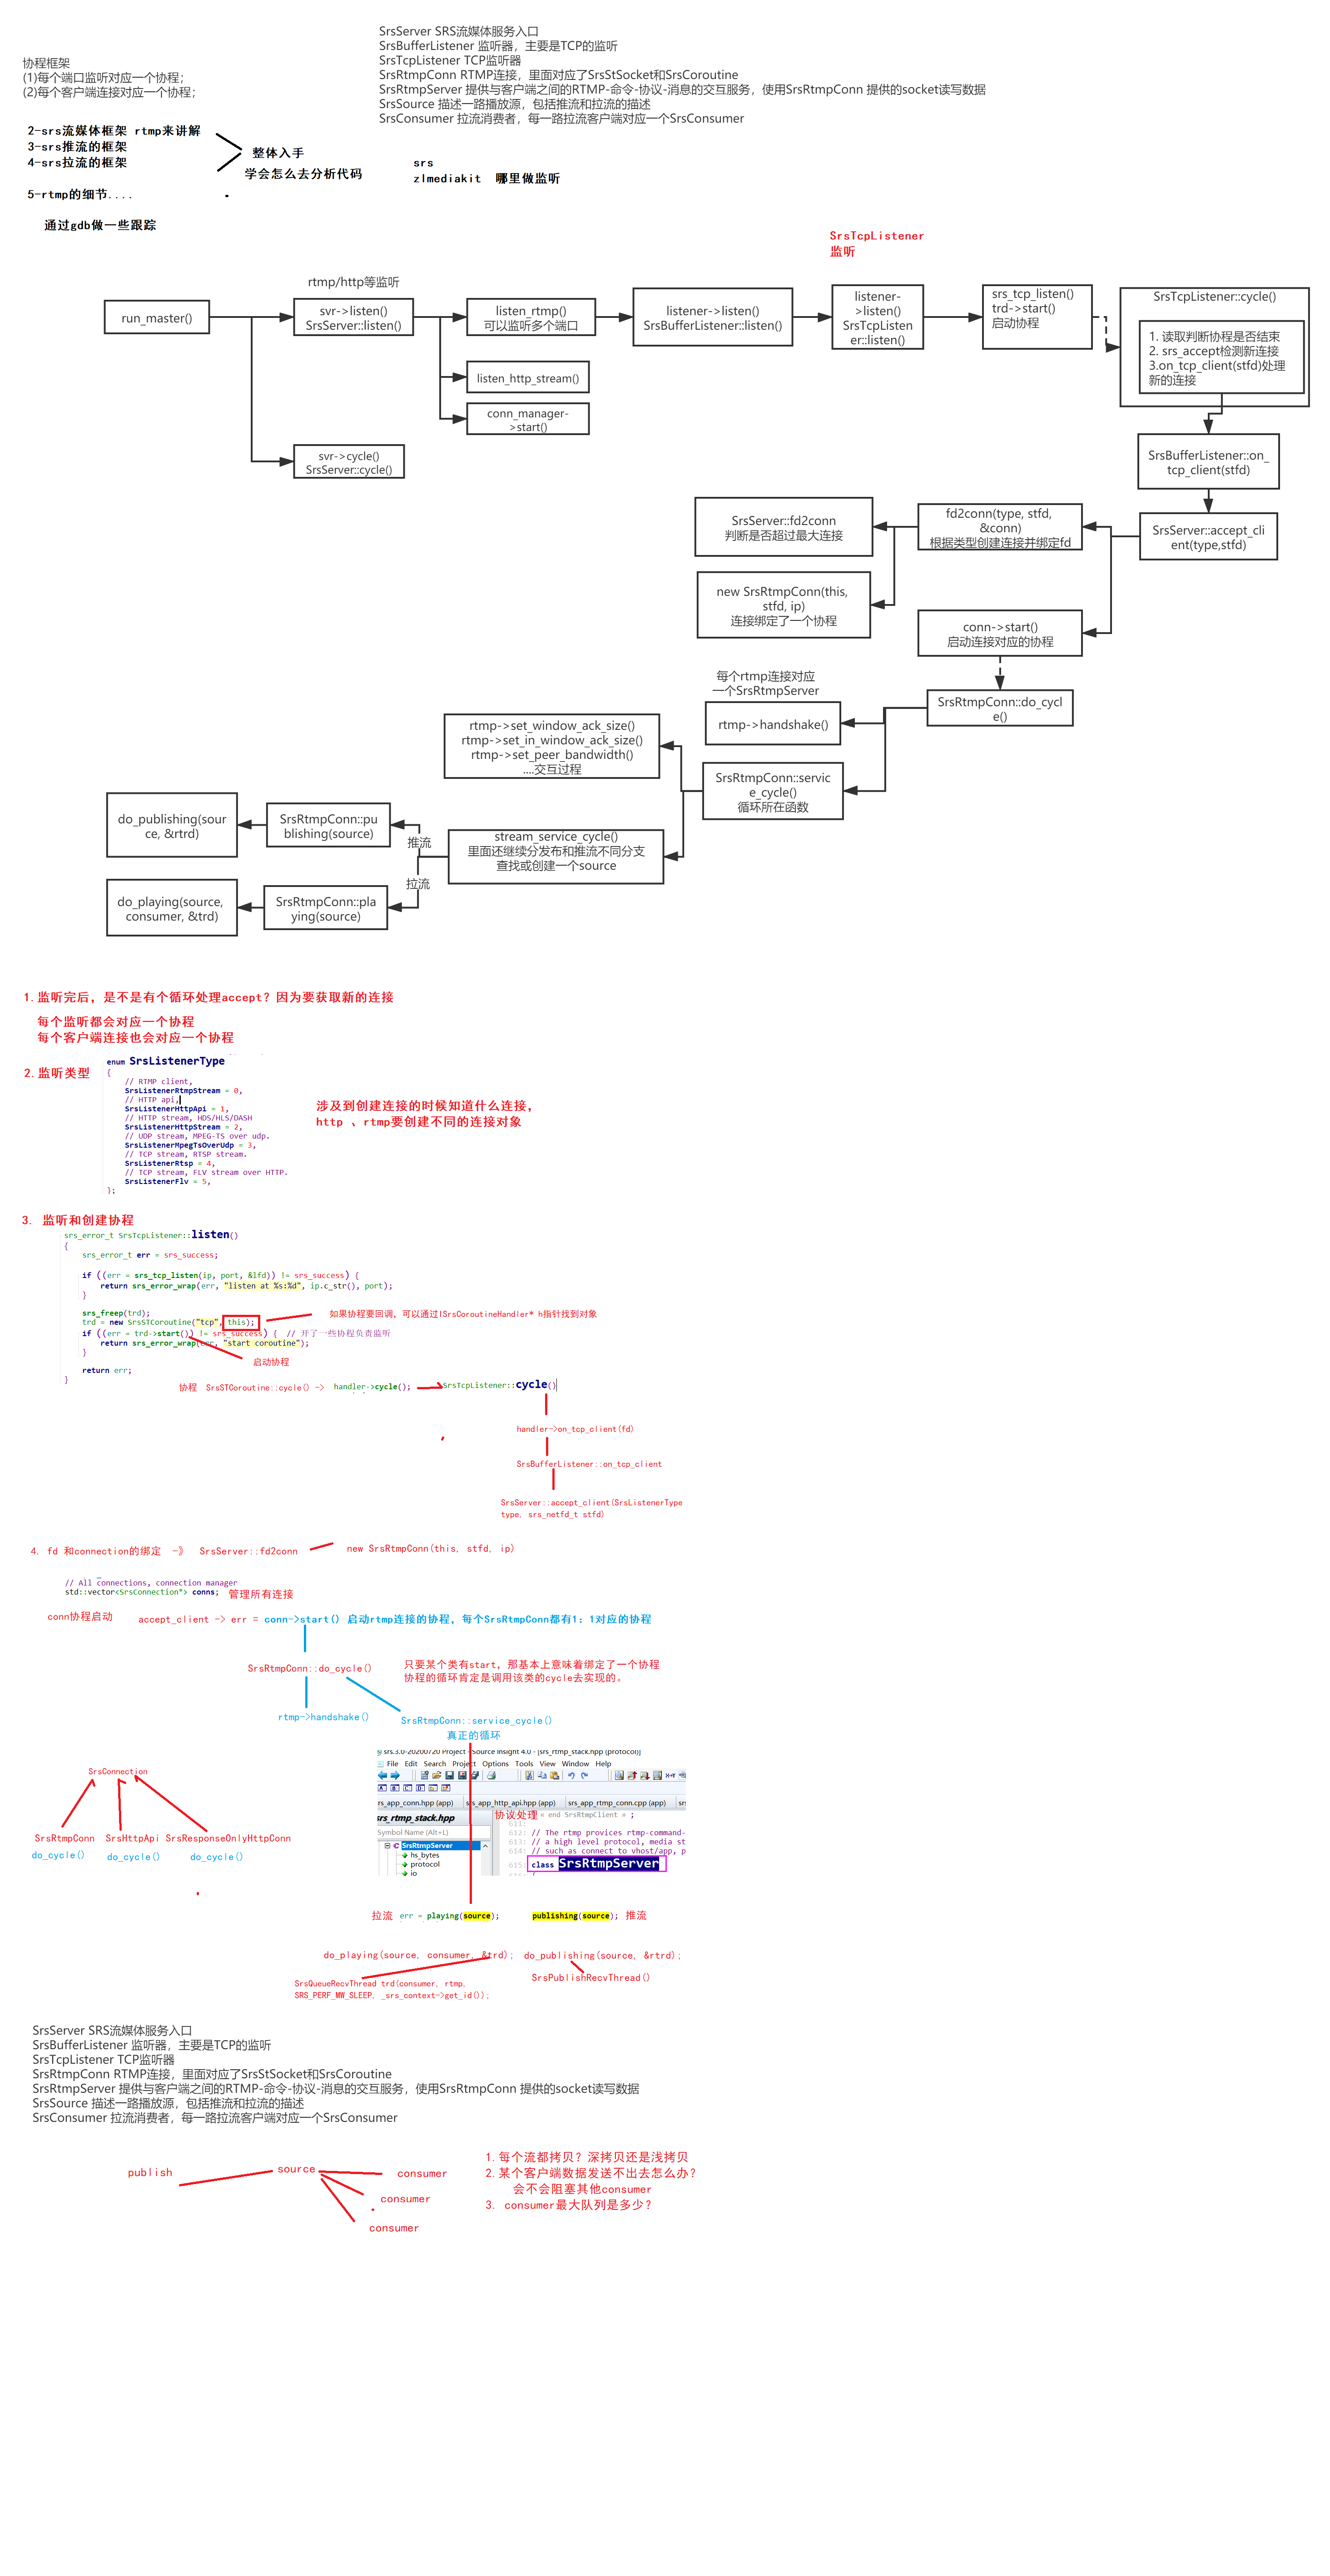 SrsServer SRS流媒体服务入口
SrsBufferListener 监听器，主要是TCP的监听
SrsTcpListener TCP监听器
SrsRtmpConn RTMP连接，里面对应了SrsStSocket和SrsCoroutine
SrsRtmpServer 提供与客户端之间的RTMP-命令-协议-消息的交互服务，使用SrsRtmpConn 提供的socket读写数据
SrsSource 描述一路播放源，包括推流和拉流的描述
SrsConsumer 拉流消费者，每一路拉流客户端对应一个SrsConsumer
协程框架
(1)每个端口监听对应一个协程；
(2)每个客户端连接对应一个协程；
2-srs流媒体框架 rtmp来讲解
3-srs推流的框架
4-srs拉流的框架
5-rtmp的细节....
整体入手
学会怎么去分析代码
srs
zlmediakit 哪里做监听
通过gdb做一些跟踪
SrsTcpListener
监听
rtmp/http等监听
run_master()
svr->listen()
SrsServer::listen()
listen_rtmp()
可以监听多个端口
listener->listen()
SrsBufferListener::listen()
listener-
>listen()
SrsTcpListen
er::listen()
srs_tcp_listen()
trd->start()
启动协程
SrsTcpListener::cycle()
1. 读取判断协程是否结束
2. srs_accept检测新连接
3.on_tcp_client(stfd)处理
新的连接
listen_http_stream()
conn_manager-
>start()
svr->cycle()
SrsServer::cycle()
SrsBufferListener::on_
tcp_client(stfd)
SrsServer::accept_cli
ent(type,stfd)
fd2conn(type, stfd,
&conn)
根据类型创建连接并绑定fd
SrsServer::fd2conn
判断是否超过最大连接
new SrsRtmpConn(this,
stfd, ip)
连接绑定了一个协程
conn->start()
启动连接对应的协程
每个rtmp连接对应
一个SrsRtmpServer
SrsRtmpConn::do_cycl
e()
rtmp->handshake()
rtmp->set_window_ack_size()
rtmp->set_in_window_ack_size()
rtmp->set_peer_bandwidth()
....交互过程
SrsRtmpConn::servic
e_cycle()
循环所在函数
stream_service_cycle()
里面还继续分发布和推流不同分支
查找或创建一个source
推流
拉流
SrsRtmpConn::pu
blishing(source)
do_publishing(sour
ce, &rtrd)
SrsRtmpConn::pla
ying(source)
do_playing(source,
consumer, &trd)
1.监听完后，是不是有个循环处理accept？因为要获取新的连接
每个监听都会对应一个协程
每个客户端连接也会对应一个协程
2.监听类型
enum SrsListenerType
{
// RTMP client,
SrsListenerRtmpStream = 0,
// HTTP api,
SrsListenerHttpApi = 1,
// HTTP stream, HDS/HLS/DASH
SrsListenerHttpStream = 2,
// UDP stream, MPEG-TS over udp.
SrsListenerMpegTsOverUdp = 3,
// TCP stream, RTSP stream.
SrsListenerRtsp = 4,
// TCP stream, FLV stream over HTTP.
SrsListenerFlv = 5,
};
涉及到创建连接的时候知道什么连接，
http 、rtmp要创建不同的连接对象
3. 监听和创建协程
srs_error_t SrsTcpListener::listen()
{
srs_error_t err = srs_success;
if ((err = srs_tcp_listen(ip, port, &lfd)) != srs_success) {
return srs_error_wrap(err, "listen at %s:%d", ip.c_str(), port);
}
srs_freep(trd);
trd = new SrsSTCoroutine("tcp", this);
if ((err = trd->start()) != srs_success) { // 开了一些协程负责监听
return srs_error_wrap(err, "start coroutine");
}
return err;
}
如果协程要回调，可以通过ISrsCoroutineHandler* h指针找到对象
启动协程
协程 SrsSTCoroutine::cycle() -> handler->cycle();
SrsTcpListener::cycle()
handler->on_tcp_client(fd)
SrsBufferListener::on_tcp_client
SrsServer::accept_client(SrsListenerType
type, srs_netfd_t stfd)
4. fd 和connection的绑定 -》 SrsServer::fd2conn
new SrsRtmpConn(this, stfd, ip)
// All connections, connection manager
std::vector<SrsConnection*> conns; 管理所有连接
conn协程启动
accept_client -> err = conn->start() 启动rtmp连接的协程，每个SrsRtmpConn都有1：1对应的协程
SrsRtmpConn::do_cycle()
只要某个类有start，那基本上意味着绑定了一个协程
协程的循环肯定是调用该类的cycle去实现的。
rtmp->handshake()
SrsRtmpConn::service_cycle()
真正的循环
srs.3.0-20200720 Project - Source Insight 4.0 - [srs_rtmp_stack.hpp (protocol)]
File Edit Search Project Options Tools View Window Help
rs_app_conn.hpp (app) srs_app_http_api.hpp (app) srs_app_rtmp_conn.cpp (app)
srs_rtmp_stack.hpp
Symbol Name (Alt+L)
SrsRtmpServer
hs_bytes
protocol
io
协议处理
« end SrsRtmpClient » ;
611:
612: // The rtmp provices rtmp-command-
613: // a high level protocol, media st
614: // such as connect to vhost/app, p
615: class SrsRtmpServer
SrsConnection
SrsRtmpConn SrsHttpApi SrsResponseOnlyHttpConn
do_cycle() do_cycle() do_cycle()
拉流 err = playing(source);
publishing(source); 推流
do_playing(source, consumer, &trd);
do_publishing(source, &rtrd);
SrsQueueRecvThread trd(consumer, rtmp,
SRS_PERF_MW_SLEEP, _srs_context->get_id());
SrsPublishRecvThread()
SrsServer SRS流媒体服务入口
SrsBufferListener 监听器，主要是TCP的监听
SrsTcpListener TCP监听器
SrsRtmpConn RTMP连接，里面对应了SrsStSocket和SrsCoroutine
SrsRtmpServer 提供与客户端之间的RTMP-命令-协议-消息的交互服务，使用SrsRtmpConn 提供的socket读写数据
SrsSource 描述一路播放源，包括推流和拉流的描述
SrsConsumer 拉流消费者，每一路拉流客户端对应一个SrsConsumer
publish
source
consumer
consumer
consumer
1.每个流都拷贝？深拷贝还是浅拷贝
2.某个客户端数据发送不出去怎么办？
会不会阻塞其他consumer
3. consumer最大队列是多少？